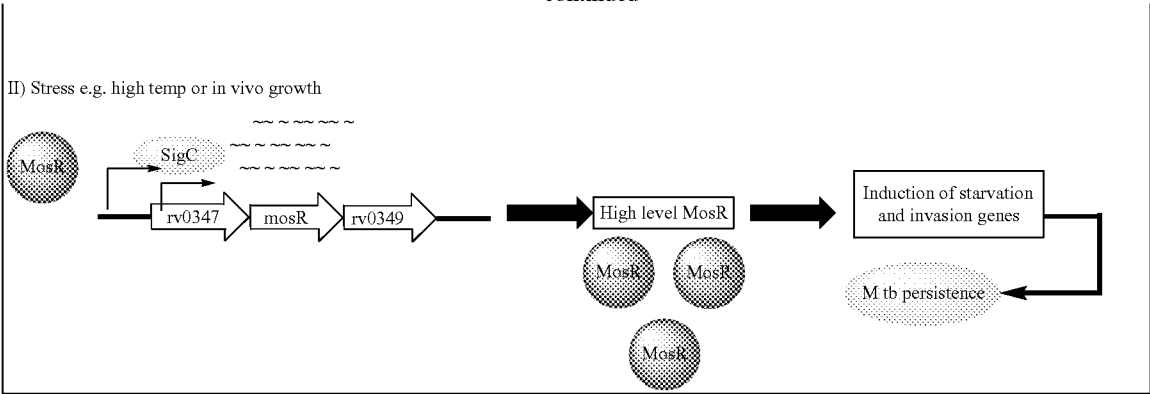 II) Stress e.g. high temp or in vivo growth
MosR
SigC
rv0347
mosR
rv0349
High level MosR
Induction of starvation
and invasion genes
MosR
MosR
M tb persistence
MosR